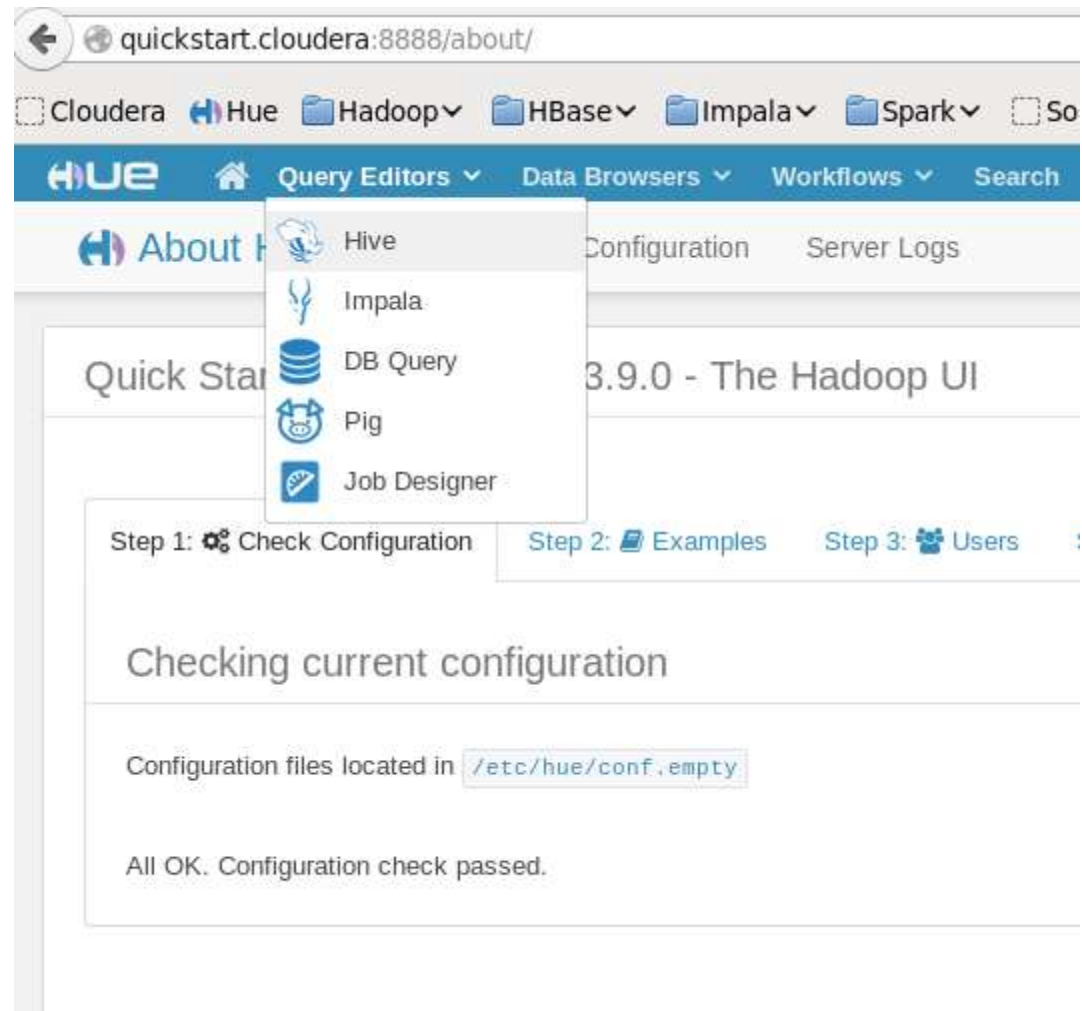 quickstart.cloudera:8888/about/
Cloudera Hue Hadoop HBase Impala Spark So
HUE Query Editors Data Browsers Workflows Search
About Configuration Server Logs
Hive
Impala
DB Query
Pig
Job Designer
Quick Star 3.9.0 - The Hadoop UI
Step 1: Check Configuration Step 2: Examples Step 3: Users
Checking current configuration
Configuration files located in /etc/hue/conf.empty
All OK. Configuration check passed.